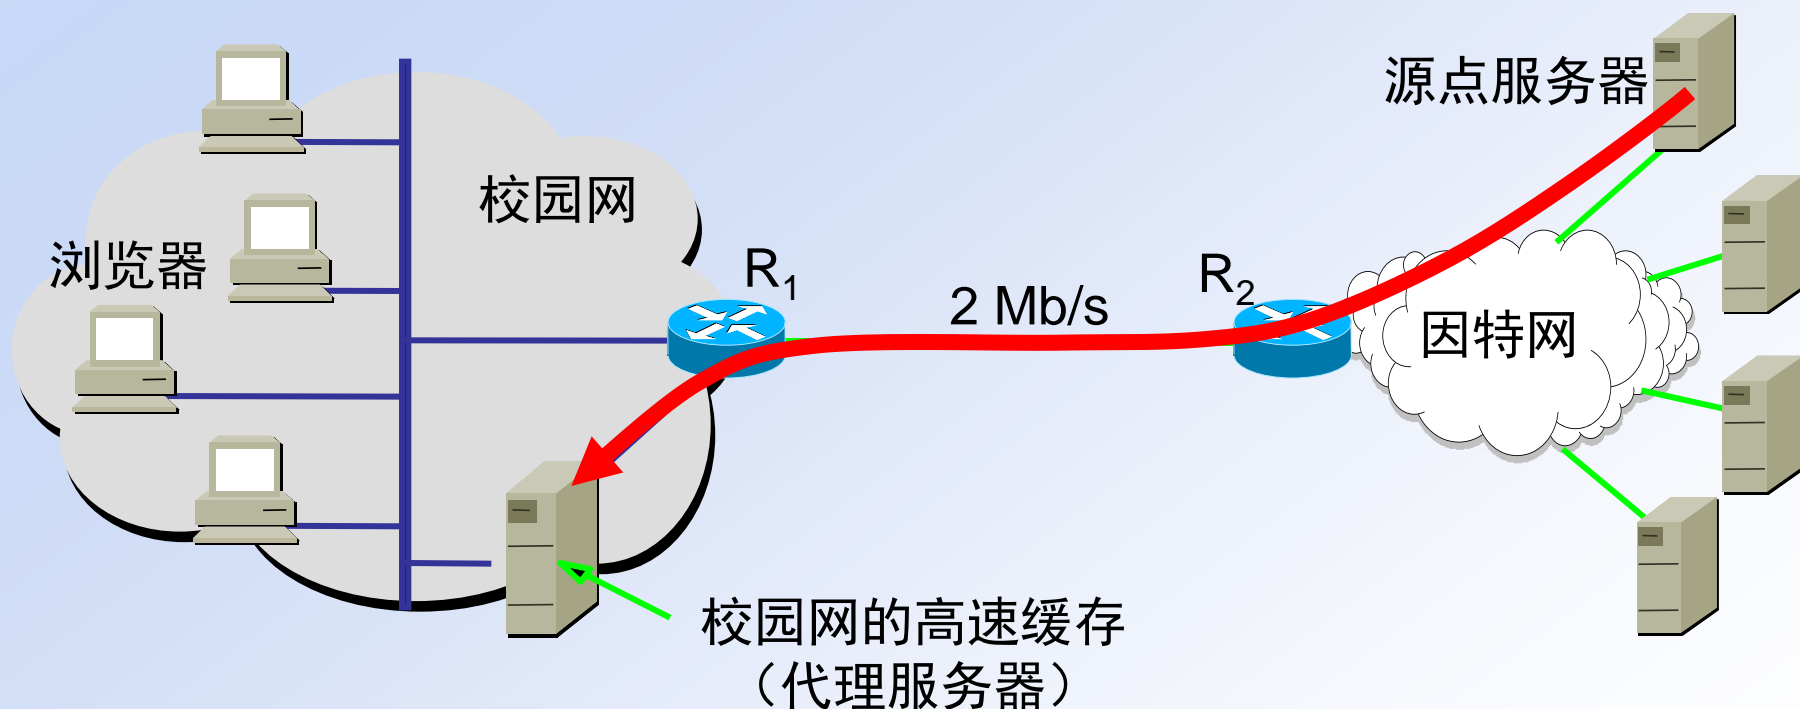 源点服务器
校园网
浏览器
R1
2 Mb/s
R2
因特网
校园网的高速缓存
（代理服务器）